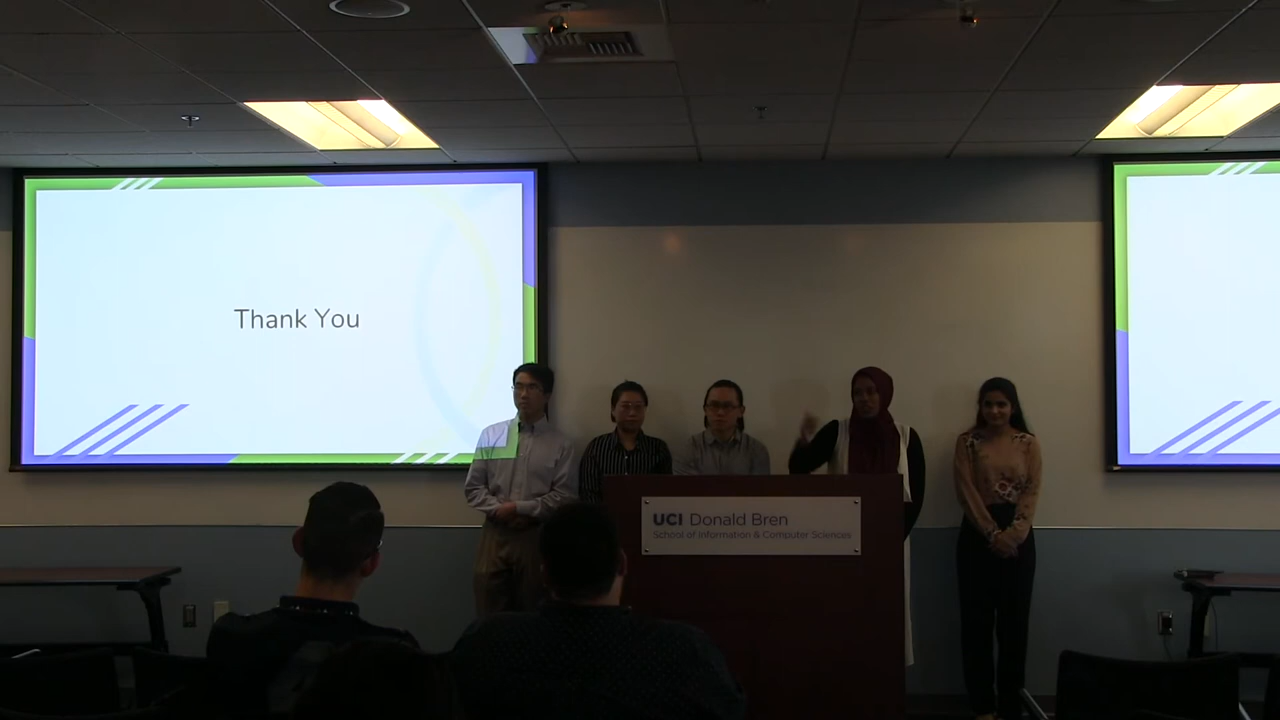 Thank You
UCI Donald Bren
School of Information & Computer Sciences